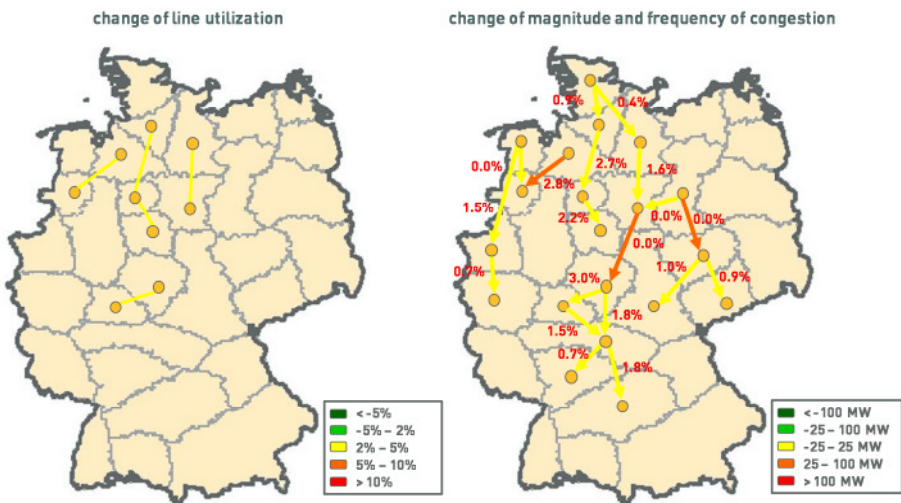 change of line utilization
change of magnitude and frequency of congestion
0.9%
0.4%
0.0%
2.7%
1.6%
2.8%
1.5%
2.2%
0.0%
0.0%
0.0%
0.7%
3.0%
1.0%
0.9%
1.8%
1.5%
0.7%
1.8%
<-5%
-5% – 2%
2% – 5%
5% – 10%
> 10%
<-100 MW
-25 – 100 MW
-25 – 25 MW
25 – 100 MW
> 100 MW